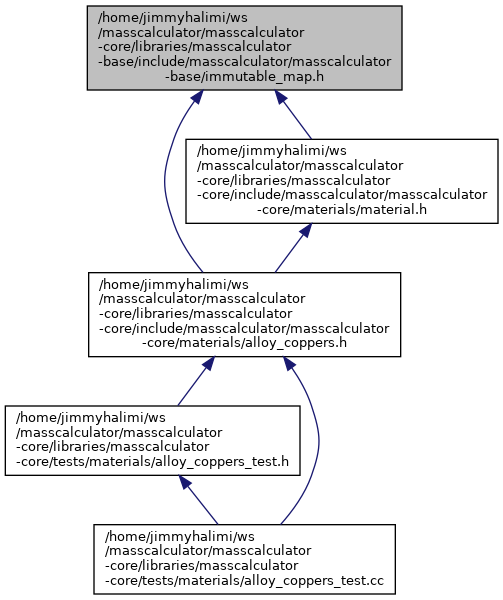 /home/jimmyhalimi/ws
/masscalculator/masscalculator
-core/libraries/masscalculator
-base/include/masscalculator/masscalculator
-base/immutable_map.h
/home/jimmyhalimi/ws
/masscalculator/masscalculator
-core/libraries/masscalculator
-core/include/masscalculator/masscalculator
-core/materials/material.h
/home/jimmyhalimi/ws
/masscalculator/masscalculator
-core/libraries/masscalculator
-core/include/masscalculator/masscalculator
-core/materials/alloy_coppers.h
/home/jimmyhalimi/ws
/masscalculator/masscalculator
-core/libraries/masscalculator
-core/tests/materials/alloy_coppers_test.h
/home/jimmyhalimi/ws
/masscalculator/masscalculator
-core/libraries/masscalculator
-core/tests/materials/alloy_coppers_test.cc